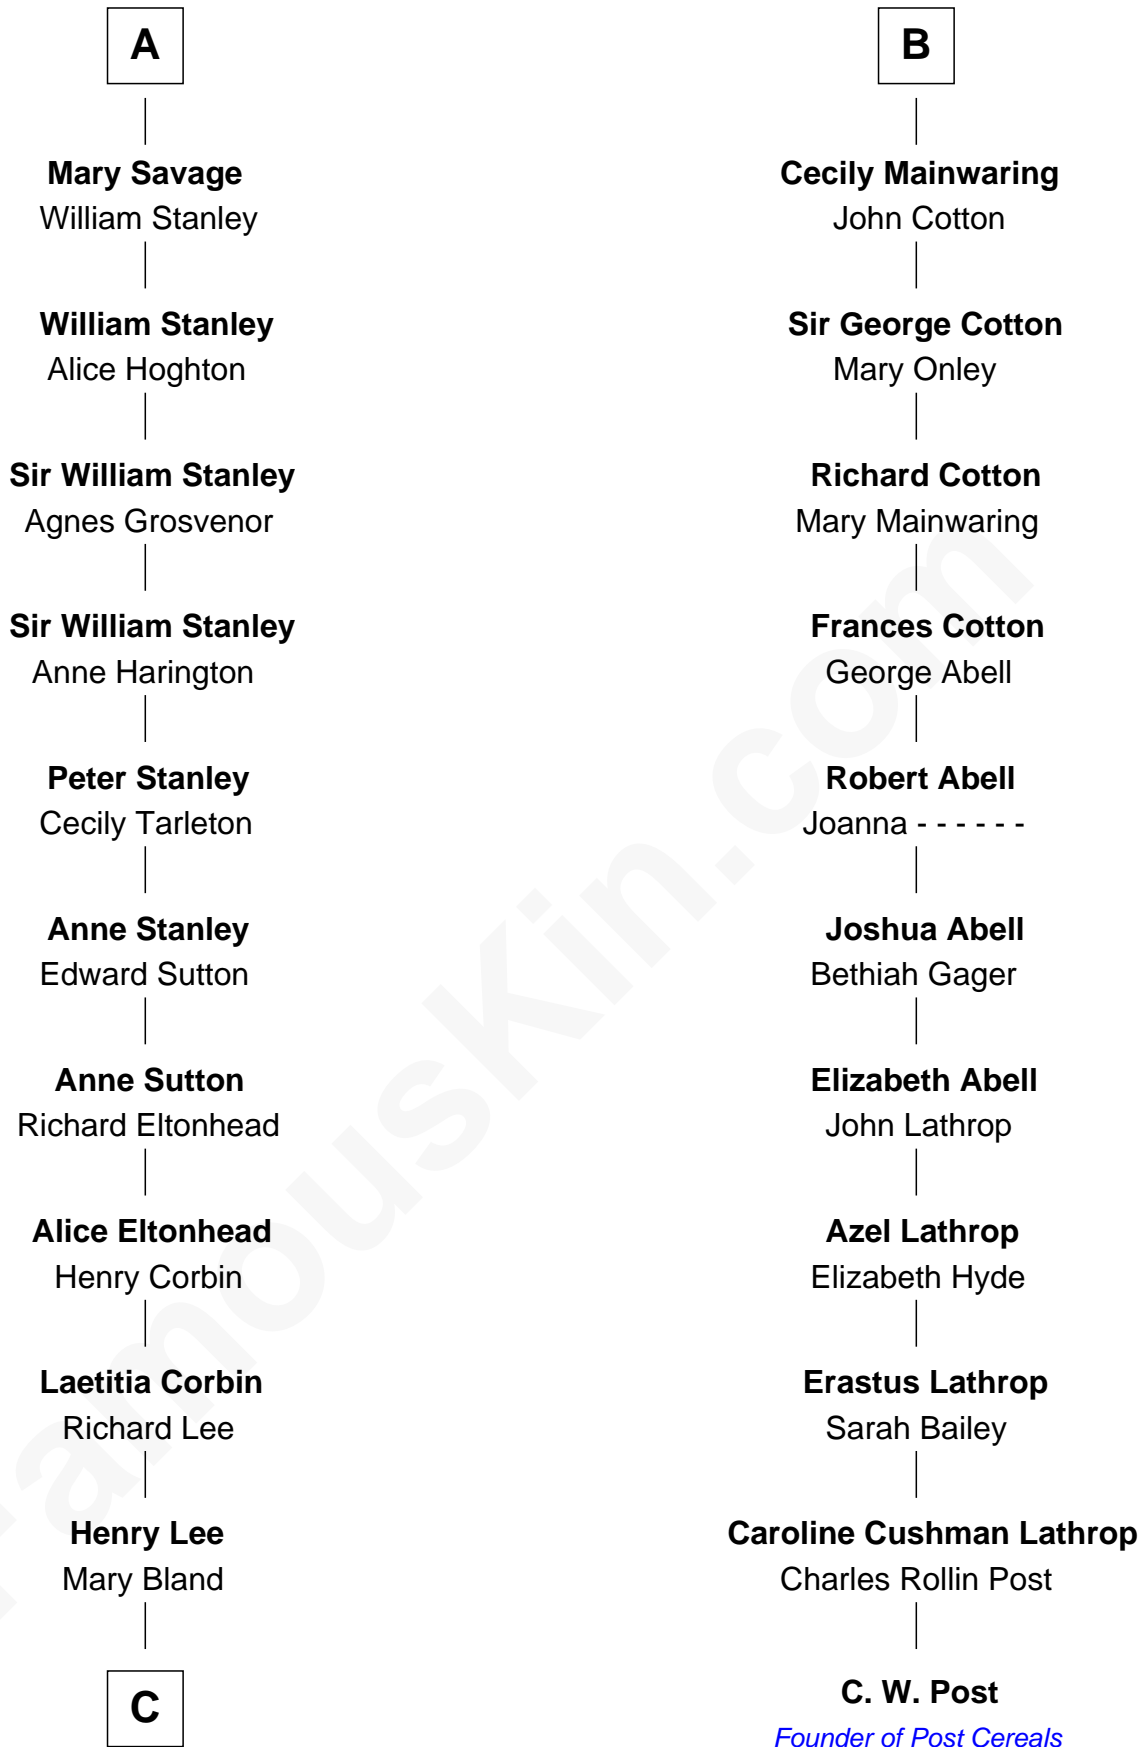 A
Mary Savage
William Stanley
William Stanley
Alice Hoghton
Sir William Stanley
Agnes Grosvenor
Sir William Stanley
Anne Harington
Peter Stanley
Cecily Tarleton
Anne Stanley
Edward Sutton
Anne Sutton
Richard Eltonhead
Alice Eltonhead
Henry Corbin
Laetitia Corbin
Richard Lee
Henry Lee
Mary Bland
C
B
Cecily Mainwaring
John Cotton
Sir George Cotton
Mary Onley
Richard Cotton
Mary Mainwaring
Frances Cotton
George Abell
Robert Abell
Joanna - - - - - -
Joshua Abell
Bethiah Gager
Elizabeth Abell
John Lathrop
Azel Lathrop
Elizabeth Hyde
Erastus Lathrop
Sarah Bailey
Caroline Cushman Lathrop
Charles Rollin Post
C. W. Post
Founder of Post Cereals
FamousKin.com